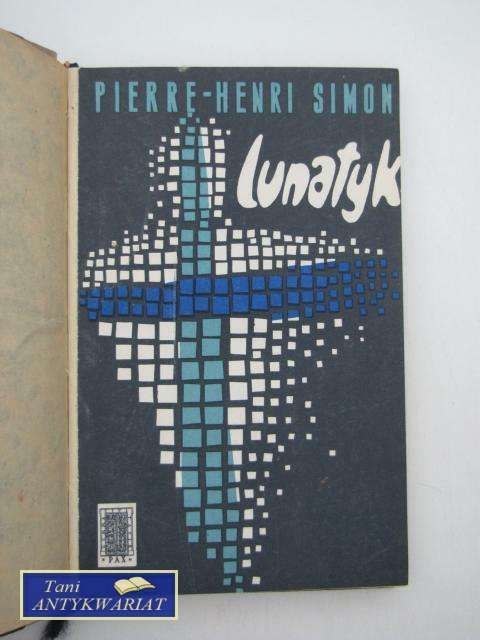 PIERRE-HENRI SIMON
lunatyk
PAX
Tani
ANTYKWARIAT